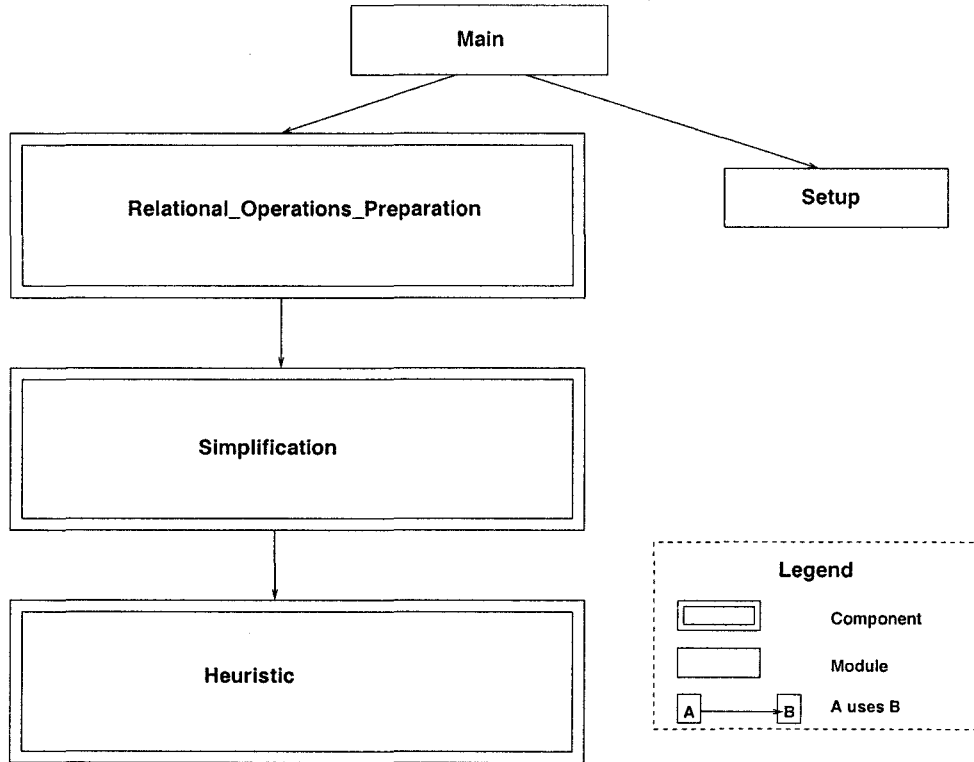 Main
Relational_Operations_Preparation
Setup
Simplification
Heuristic
Legend
Component
Module
A B A uses B